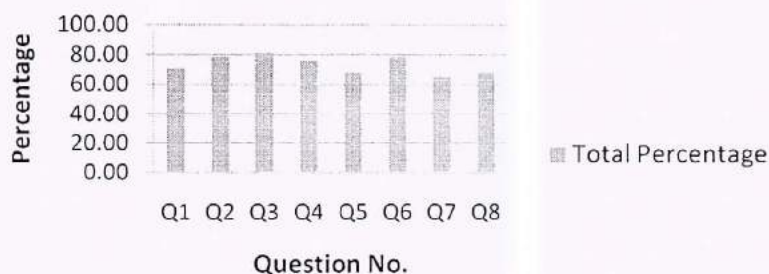 100.00
80.00
60.00
40.00
20.00
0.00
Percentage
Q1 Q2 Q3 Q4 Q5 Q6 Q7 Q8
Question No.
Total Percentage